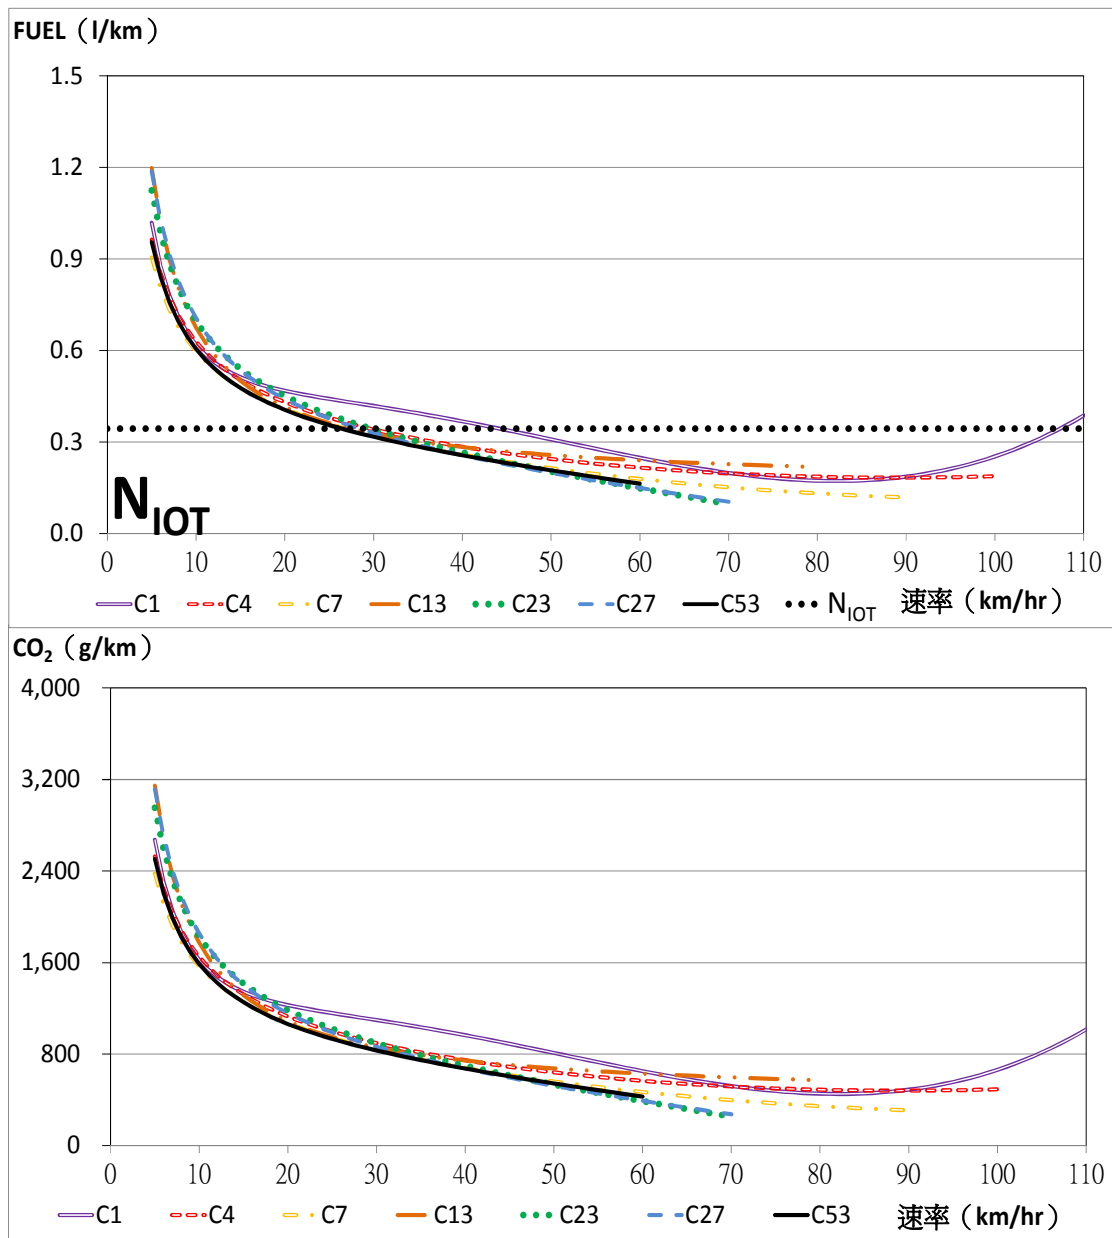 FUEL（l/km）
1.5
1.2
0.9
0.6
0.3
0.0
N_IOT
0 10 20 30 40 50 60 70 80 90 100 110
C1 C4 C7 C13 C23 C27 C53 N_IOT 速率（km/hr）
CO₂（g/km）
4,000
3,200
2,400
1,600
800
0
0 10 20 30 40 50 60 70 80 90 100 110
C1 C4 C7 C13 C23 C27 C53 速率（km/hr）